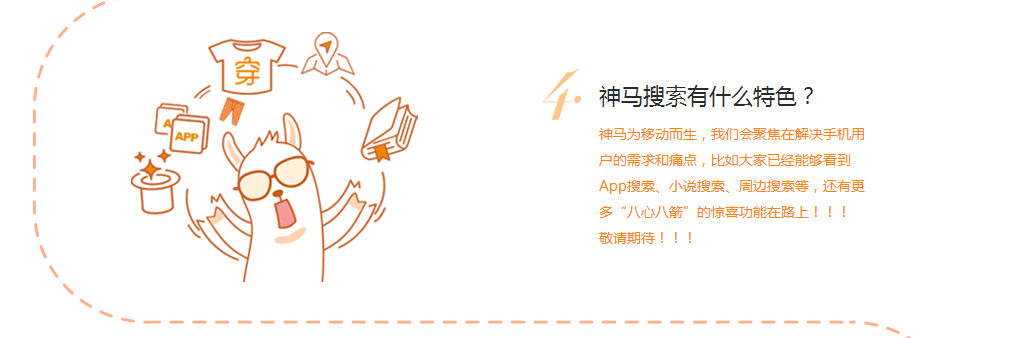 穿
A
APP
4.
神马搜索有什么特色？
神马为移动而生，我们会聚焦在解决手机用
户的需求和痛点，比如大家已经能够看到
App搜索、小说搜索、周边搜索等，还有更
多“八心八箭”的惊喜功能在路上！！！
敬请期待！！！